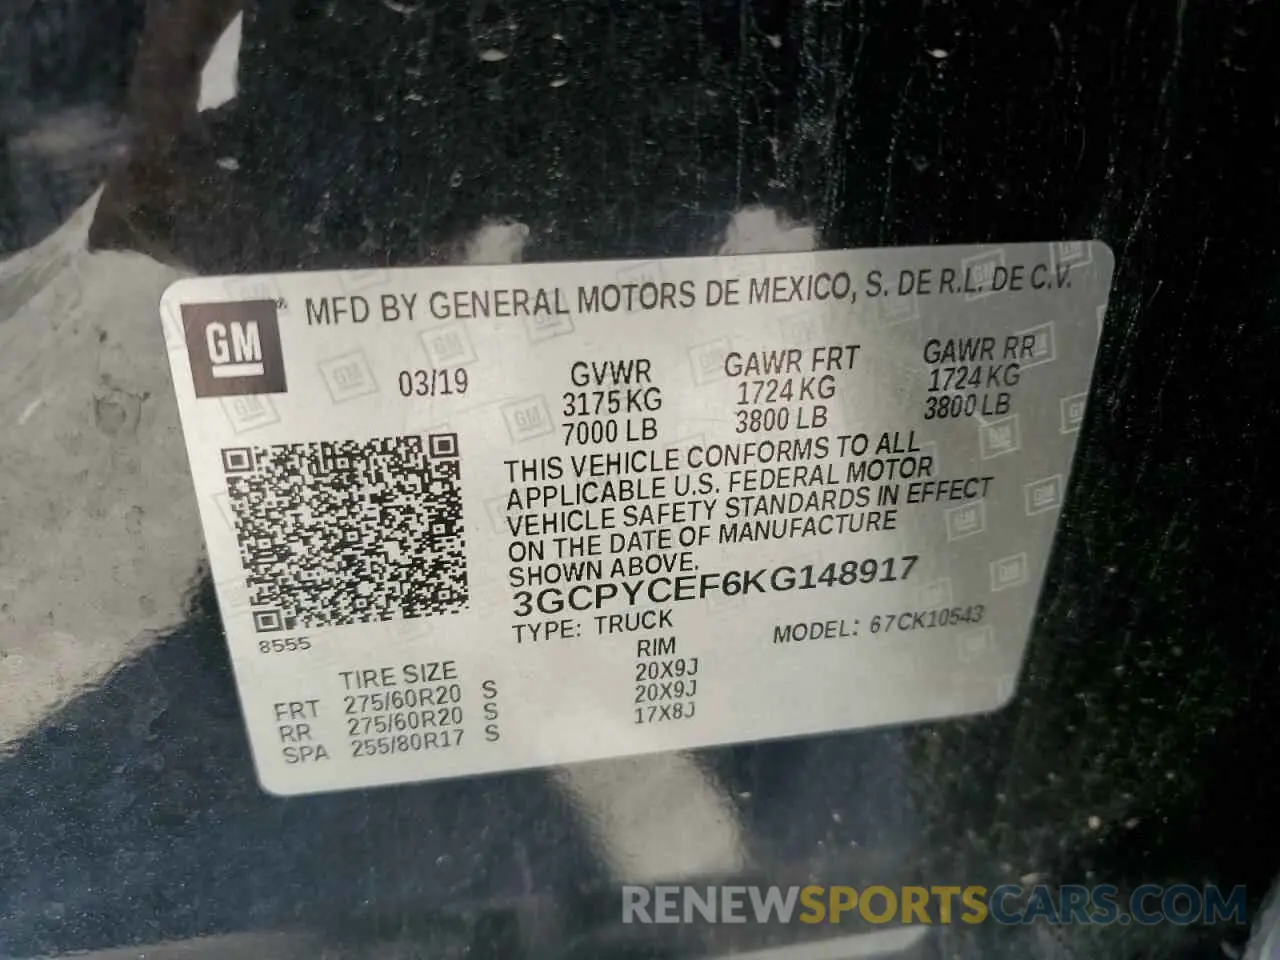 GM
MFD BY GENERAL MOTORS DE MEXICO, S. DE R.L. DE C.V.
03/19
GVWR GAWR FRT GAWR RR
3175 KG 1724 KG 1724 KG
7000 LB 3800 LB 3800 LB
THIS VEHICLE CONFORMS TO ALL
APPLICABLE U.S. FEDERAL MOTOR
VEHICLE SAFETY STANDARDS IN EFFECT
ON THE DATE OF MANUFACTURE
SHOWN ABOVE.
3GCPYCEF6KG148917
TYPE: TRUCK MODEL: 67CK10543
8555
TIRE SIZE RIM
FRT 275/60R20 S 20X9J
RR 275/60R20 S 20X9J
SPA 255/80R17 S 17X8J
RENEWSPORTSCARS.COM